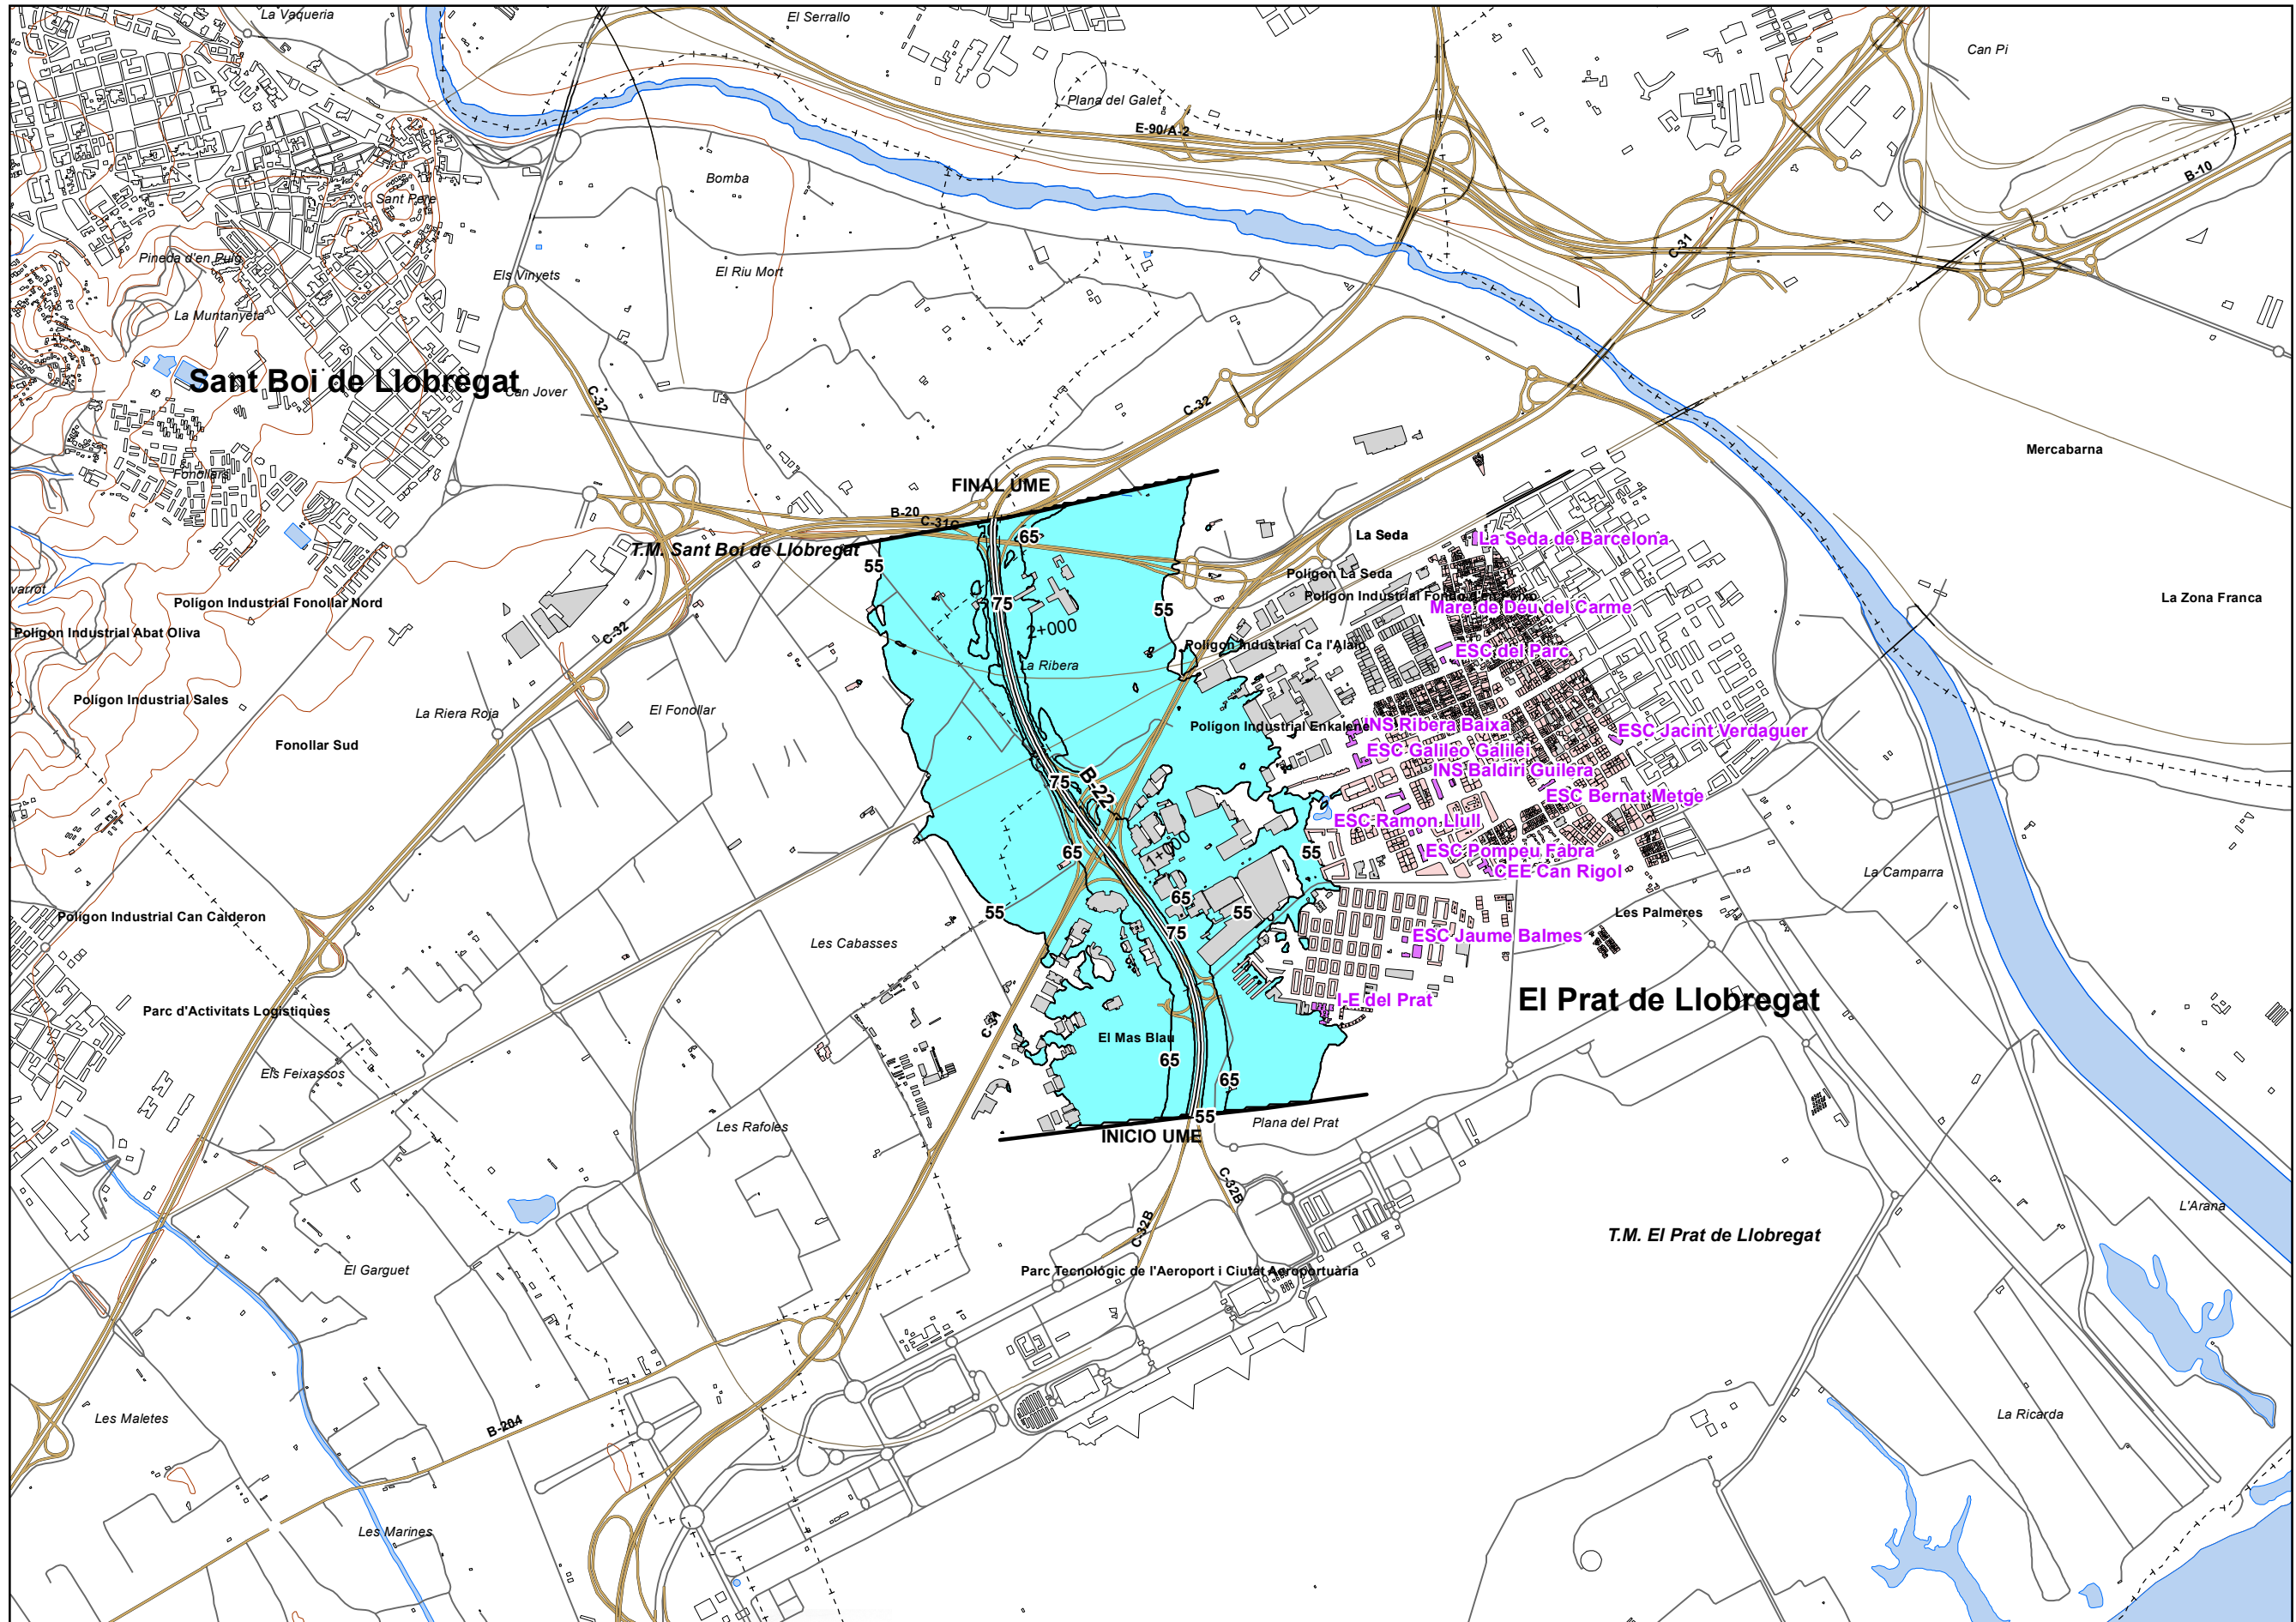 La Vaqueria
El Serrallo
Can Pi
Plana del Galet
E-90/A-2
B-10
Bomba
Sant Pere
C-31
Pineda d'en Puig
Els Vinyets
El Riu Mort
La Muntanyeta
Sant Boi de Llobregat
Can Jover
C-32
C-32
Mercabarna
FINAL UME
B-20
C-31C
La Seda
La Seda de Barcelona
65
T.M. Sant Boi de Llobregat
55
Polígon La Seda
Polígon Industrial Fonollar Nord
75
55
Mare de Déu del Carme
La Zona Franca
2+000
Polígon Industrial Abat Oliva
C-32
Polígon Industrial Ca l'Alaio
ESC del Parc
La Ribera
Polígon Industrial Sales
La Riera Roja
El Fonollar
Polígon Industrial Enkalene
INS Ribera Baixa
ESC Jacint Verdaguer
Fonollar Sud
ESC Galileo Galilei
INS Baldiri Guilera
75
B-22
ESC Bernat Metge
ESC Ramon Llull
65
1+000
55
ESC Pompeu Fabra
CEE Can Rigol
La Camparra
65
55
55
Les Palmeres
Polígon Industrial Can Calderon
75
Les Cabasses
ESC Jaume Balmes
I-E del Prat
El Prat de Llobregat
Parc d'Activitats Logístiques
C-31
El Mas Blau
65
65
Els Feixassos
55
Les Rafoles
Plana del Prat
INICIO UME
C-32B
C-32B
L'Arana
T.M. El Prat de Llobregat
El Garguet
Parc Tecnològic de l'Aeroport i Ciutat Aeroportuària
Les Maletes
B-204
La Ricarda
Les Marines